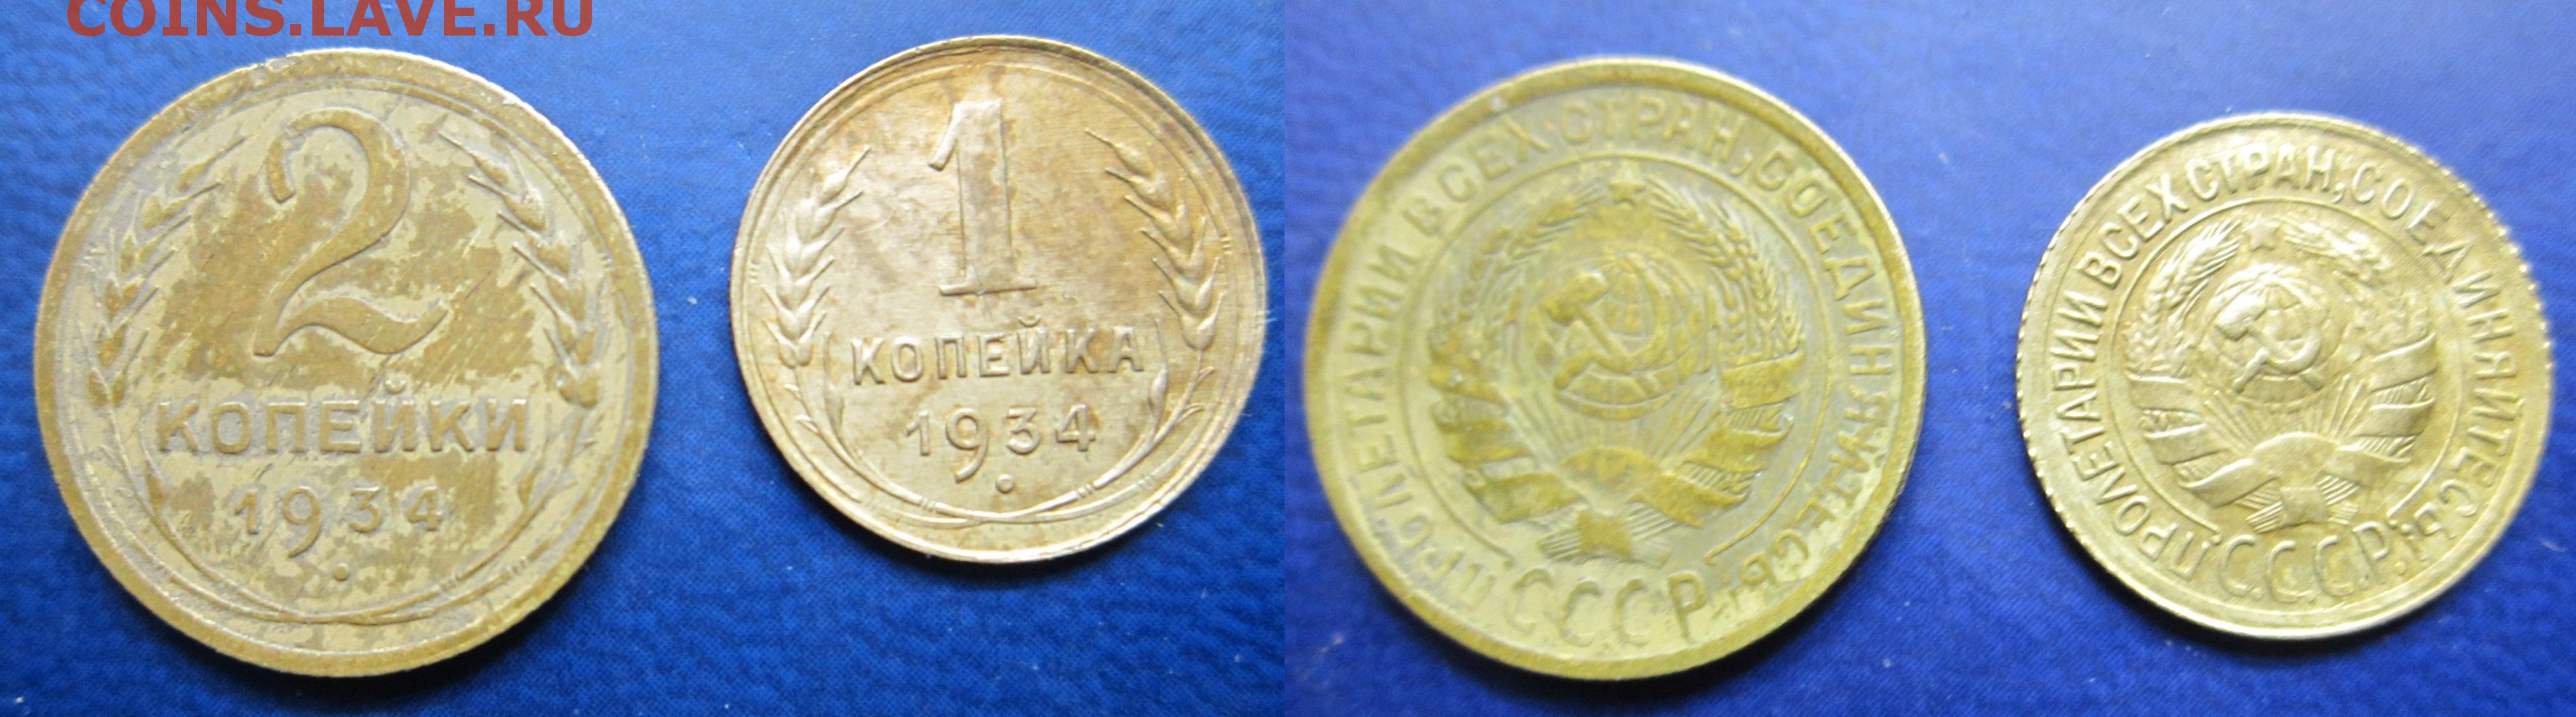 COINS.LAVE.RU
2
КОПЕЙКИ
1934
1
КОПЕЙКА
1934
ПРОЛЕТАРИИ ВСЕХ СТРАН, СОЕДИНЯЙТЕСЬ!
СССР
ПРОЛЕТАРИИ ВСЕХ СТРАН, СОЕДИНЯЙТЕСЬ!
С.С.С.Р.